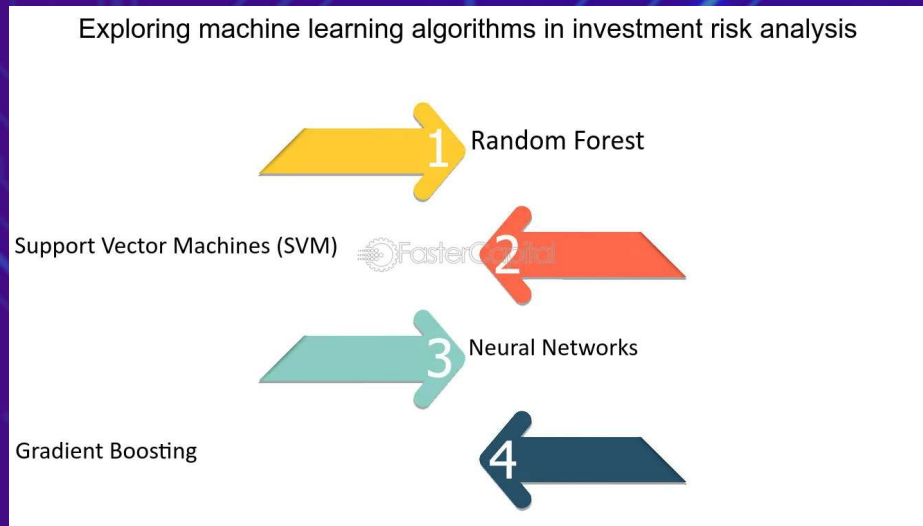 Exploring machine learning algorithms in investment risk analysis
1 Random Forest
Support Vector Machines (SVM) FasterCapital 2
3 Neural Networks
Gradient Boosting 4